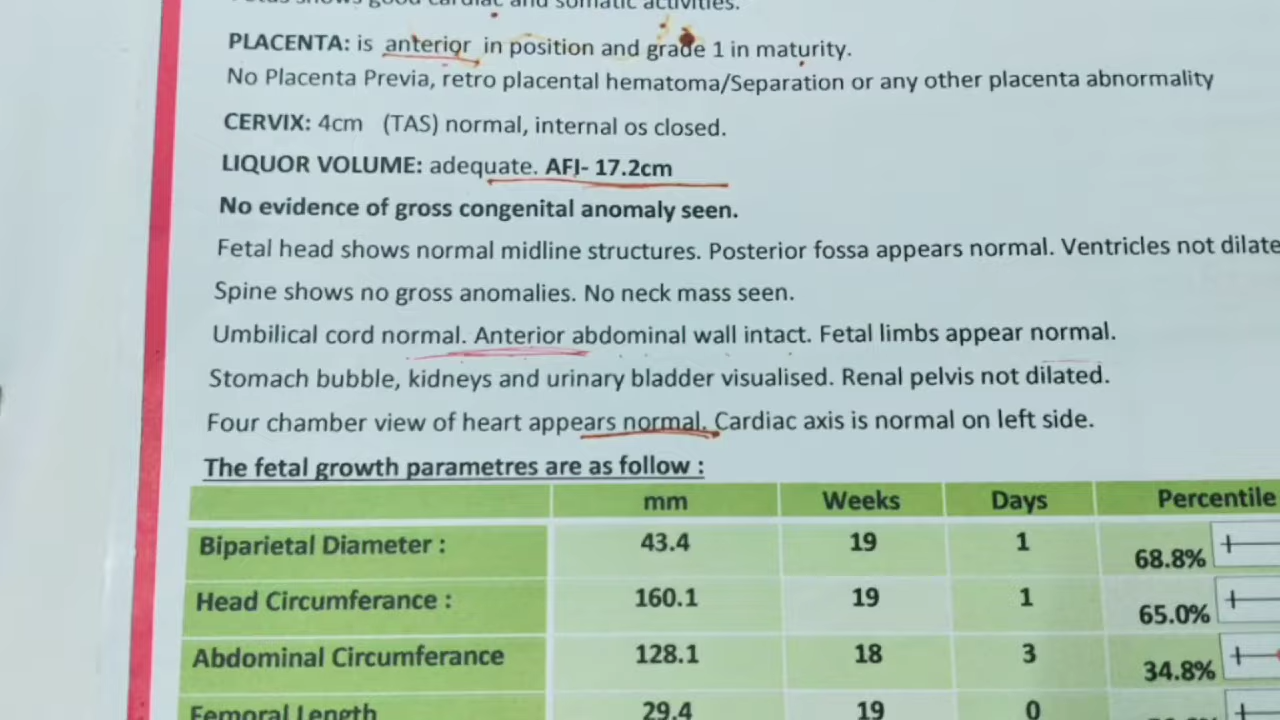 Fetus shows good cardiac and somatic activities.
PLACENTA: is anterior in position and grade 1 in maturity.
No Placenta Previa, retro placental hematoma/Separation or any other placenta abnormality
CERVIX: 4cm (TAS) normal, internal os closed.
LIQUOR VOLUME: adequate. AFI- 17.2cm
No evidence of gross congenital anomaly seen.
Fetal head shows normal midline structures. Posterior fossa appears normal. Ventricles not dilate
Spine shows no gross anomalies. No neck mass seen.
Umbilical cord normal. Anterior abdominal wall intact. Fetal limbs appear normal.
Stomach bubble, kidneys and urinary bladder visualised. Renal pelvis not dilated.
Four chamber view of heart appears normal. Cardiac axis is normal on left side.
The fetal growth parametres are as follow :
mm Weeks Days Percentile
Biparietal Diameter : 43.4 19 1 68.8%
Head Circumferance : 160.1 19 1 65.0%
Abdominal Circumferance 128.1 18 3 34.8%
Femoral Length 29.4 19 0